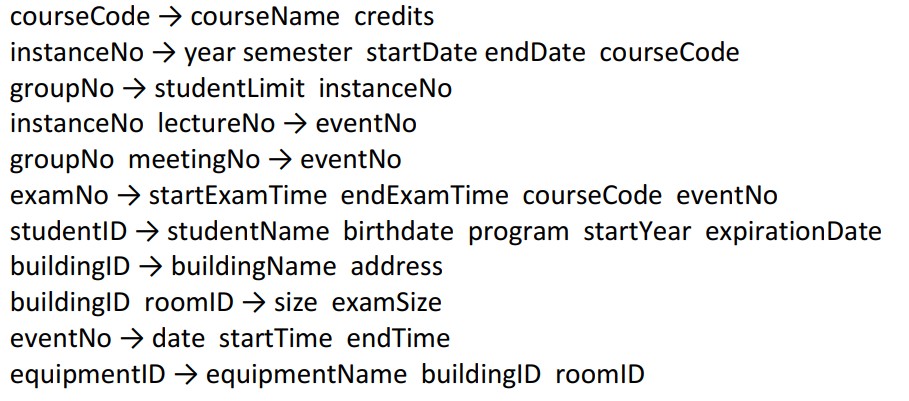 courseCode → courseName credits
instanceNo → year semester startDate endDate courseCode
groupNo → studentLimit instanceNo
instanceNo lectureNo → eventNo
groupNo meetingNo → eventNo
examNo → startExamTime endExamTime courseCode eventNo
studentID → studentName birthdate program startYear expirationDate
buildingID → buildingName address
buildingID roomID → size examSize
eventNo → date startTime endTime
equipmentID → equipmentName buildingID roomID